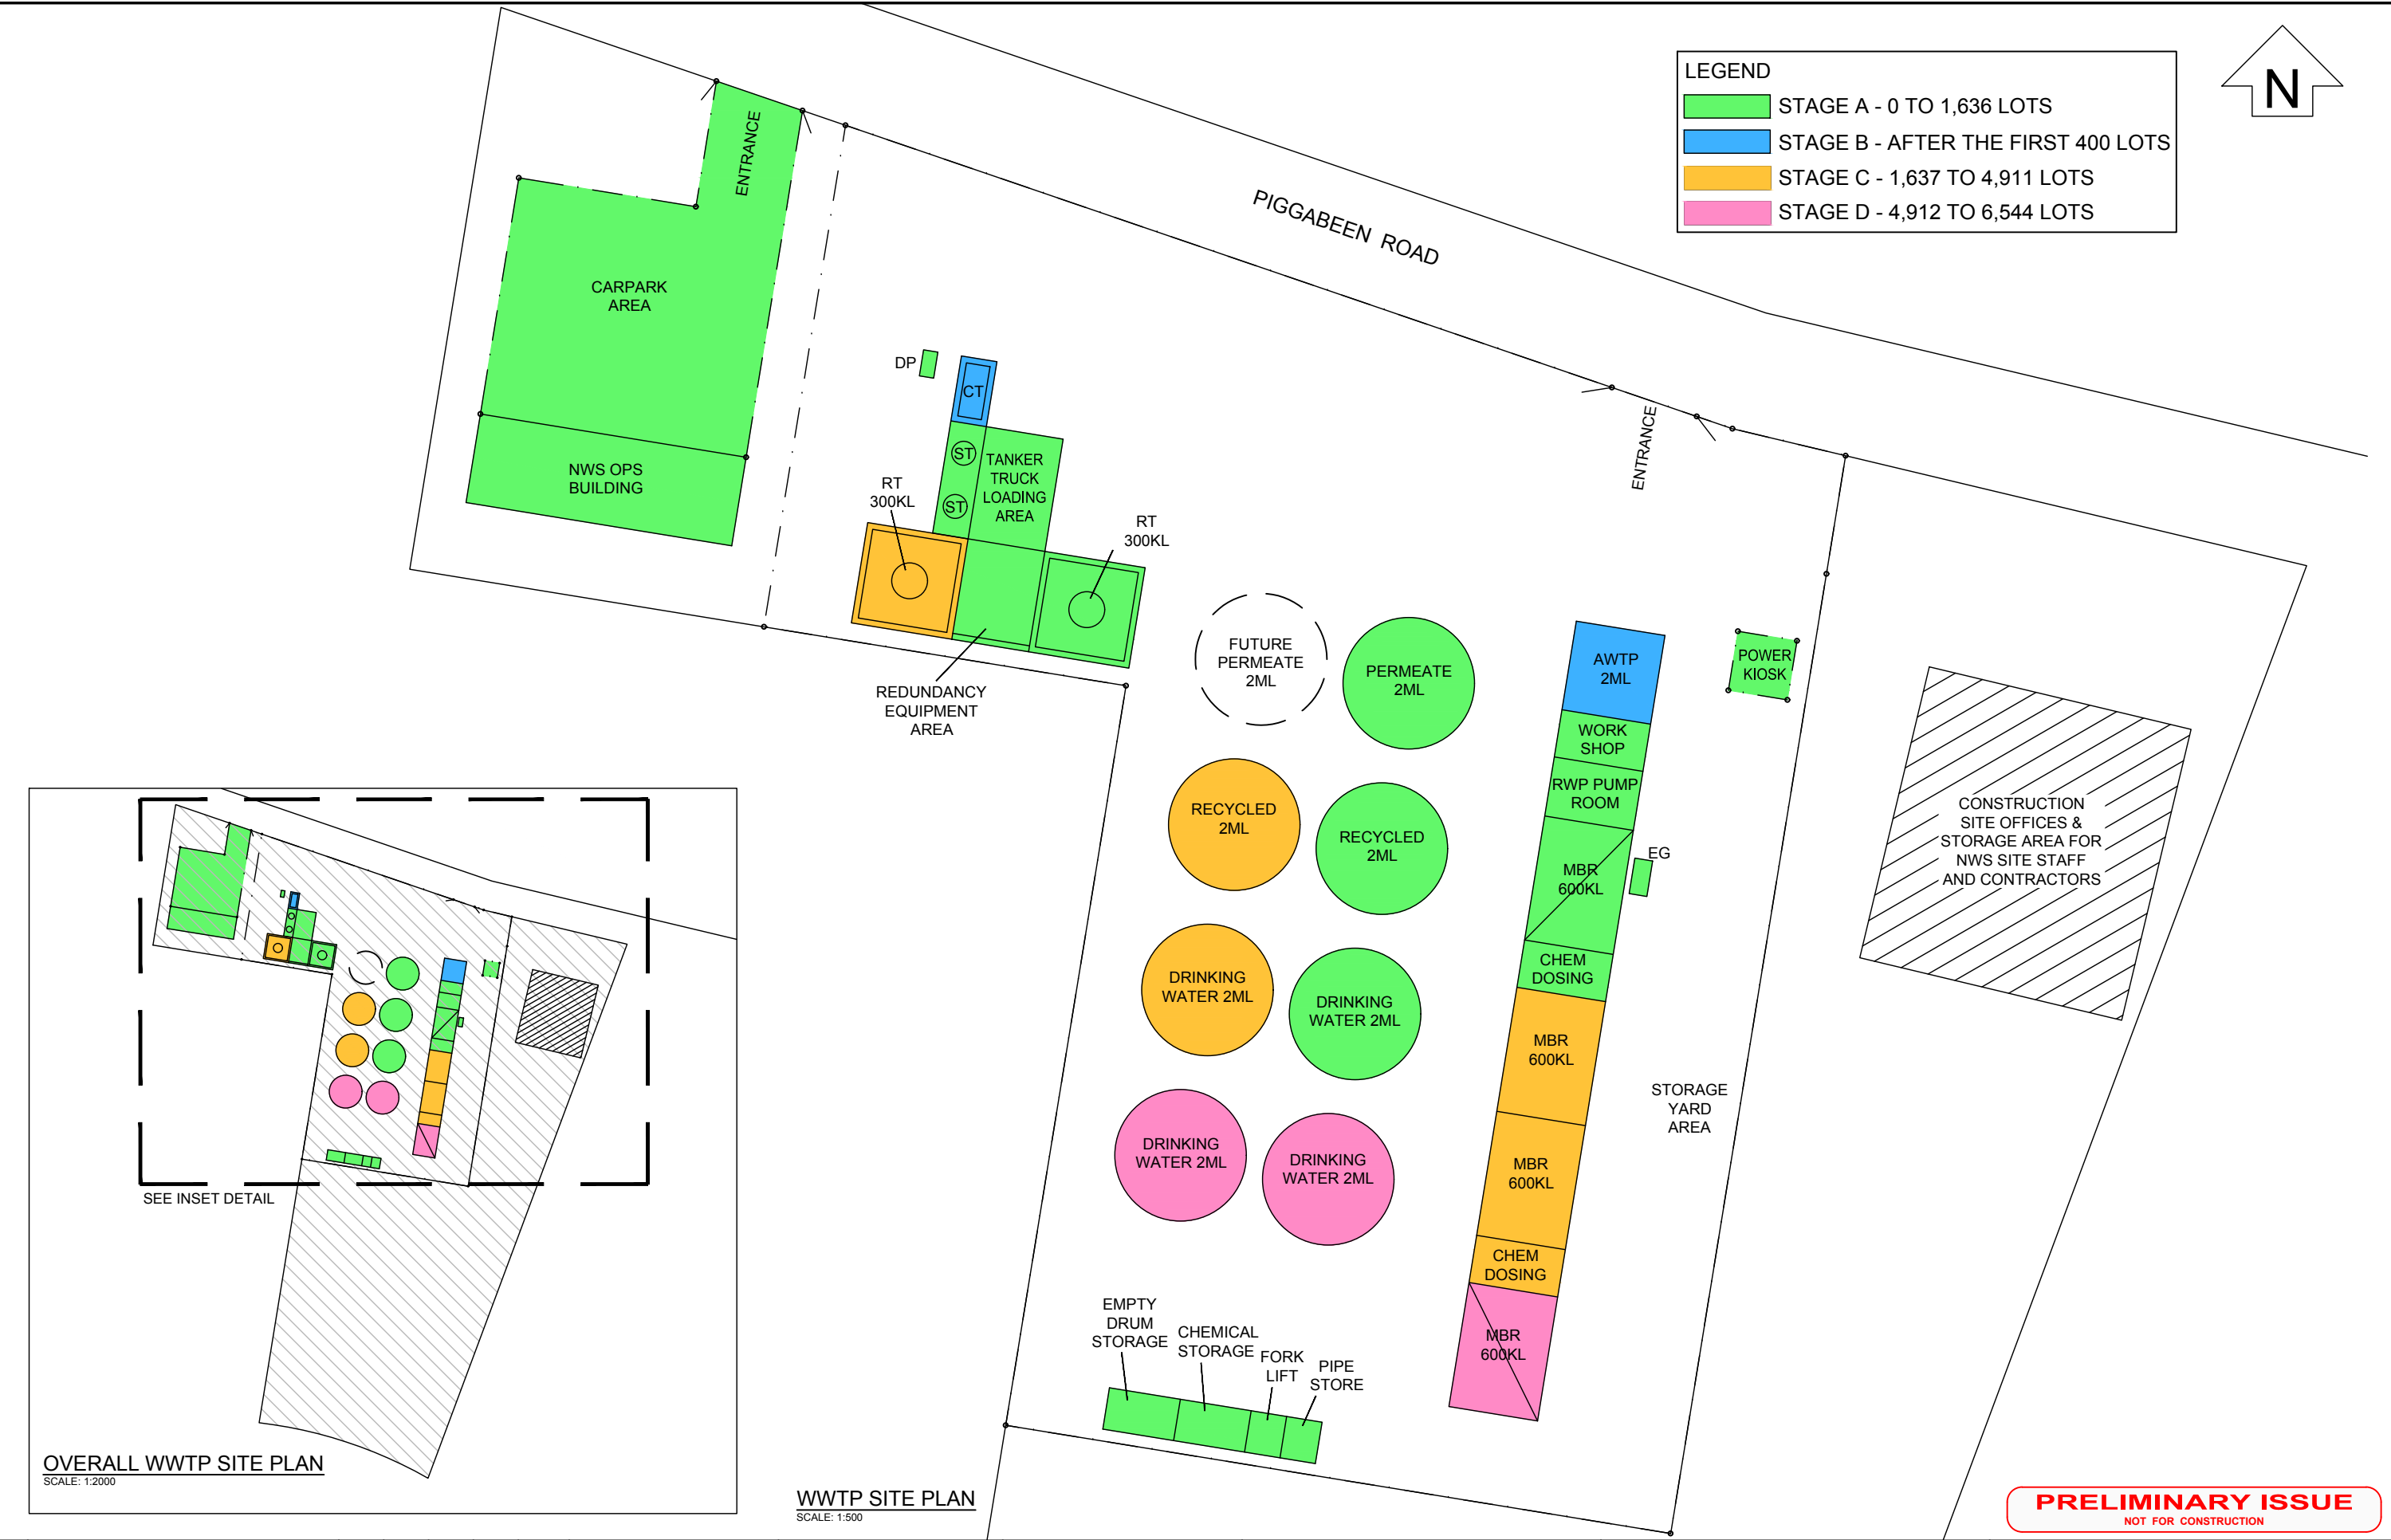 LEGEND
STAGE A - 0 TO 1,636 LOTS
STAGE B - AFTER THE FIRST 400 LOTS
STAGE C - 1,637 TO 4,911 LOTS
STAGE D - 4,912 TO 6,544 LOTS
N
PIGGABEEN ROAD
ENTRANCE
CARPARK
AREA
NWS OPS
BUILDING
DP
CT
ST
ST
TANKER
TRUCK
LOADING
AREA
RT
300KL
RT
300KL
REDUNDANCY
EQUIPMENT
AREA
ENTRANCE
FUTURE
PERMEATE
2ML
PERMEATE
2ML
RECYCLED
2ML
RECYCLED
2ML
DRINKING
WATER 2ML
DRINKING
WATER 2ML
DRINKING
WATER 2ML
DRINKING
WATER 2ML
AWTP
2ML
WORK
SHOP
RWP PUMP
ROOM
MBR
600KL
EG
CHEM
DOSING
MBR
600KL
MBR
600KL
CHEM
DOSING
MBR
600KL
POWER
KIOSK
CONSTRUCTION
SITE OFFICES &
STORAGE AREA FOR
NWS SITE STAFF
AND CONTRACTORS
STORAGE
YARD
AREA
EMPTY
DRUM
STORAGE
CHEMICAL
STORAGE
FORK
LIFT
PIPE
STORE
SEE INSET DETAIL
OVERALL WWTP SITE PLAN
SCALE: 1:2000
WWTP SITE PLAN
SCALE: 1:500
PRELIMINARY ISSUE
NOT FOR CONSTRUCTION